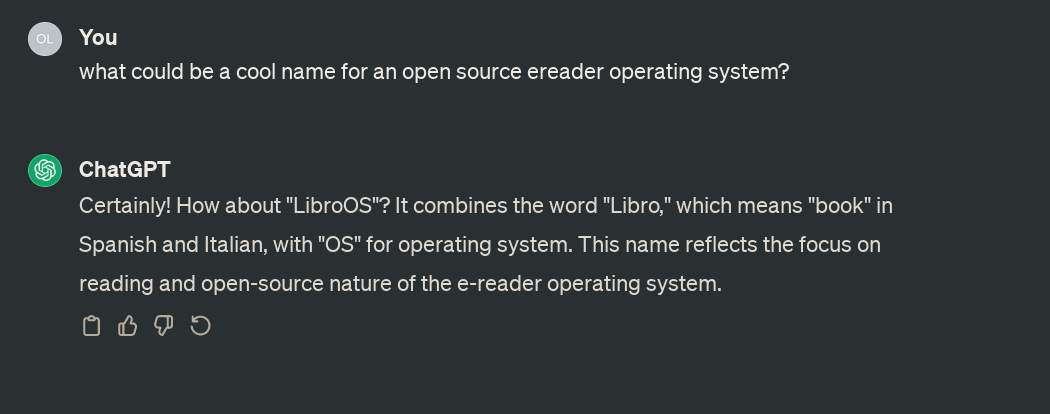 OL
You
what could be a cool name for an open source ereader operating system?
ChatGPT
Certainly! How about "LibroOS"? It combines the word "Libro," which means "book" in
Spanish and Italian, with "OS" for operating system. This name reflects the focus on
reading and open-source nature of the e-reader operating system.